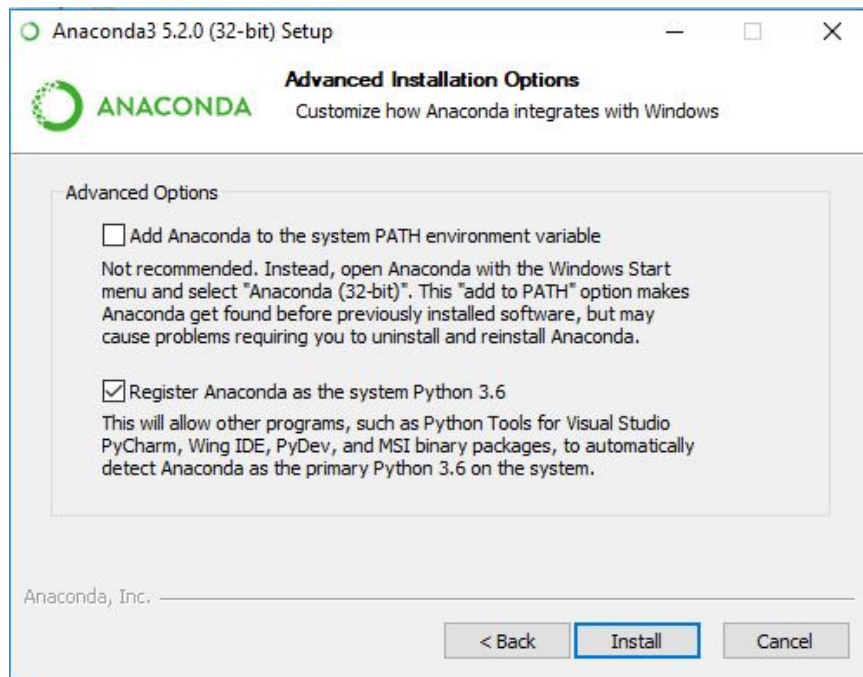 Anaconda3 5.2.0 (32-bit) Setup
ANACONDA
Advanced Installation Options
Customize how Anaconda integrates with Windows
Advanced Options
Add Anaconda to the system PATH environment variable
Not recommended. Instead, open Anaconda with the Windows Start
menu and select "Anaconda (32-bit)". This "add to PATH" option makes
Anaconda get found before previously installed software, but may
cause problems requiring you to uninstall and reinstall Anaconda.
Register Anaconda as the system Python 3.6
This will allow other programs, such as Python Tools for Visual Studio
PyCharm, Wing IDE, PyDev, and MSI binary packages, to automatically
detect Anaconda as the primary Python 3.6 on the system.
Anaconda, Inc.
< Back
Install
Cancel